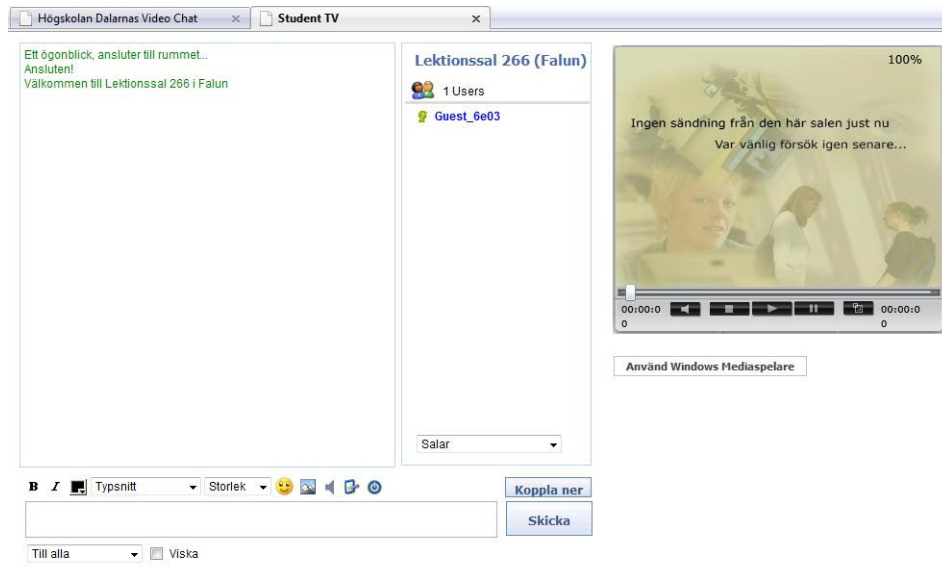 Högskolan Dalarnas Video Chat
Student TV
Ett ögonblick, ansluter till rummet...
Ansluten!
Välkommen till Lektionssal 266 i Falun
Lektionssal 266 (Falun)
1 Users
Guest_6e03
Salar
100%
Ingen sändning från den här salen just nu
Var vänlig försök igen senare...
00:00:0
0
00:00:0
0
Använd Windows Mediaspelare
B I Typsnitt Storlek
Koppla ner
Skicka
Till alla Viska